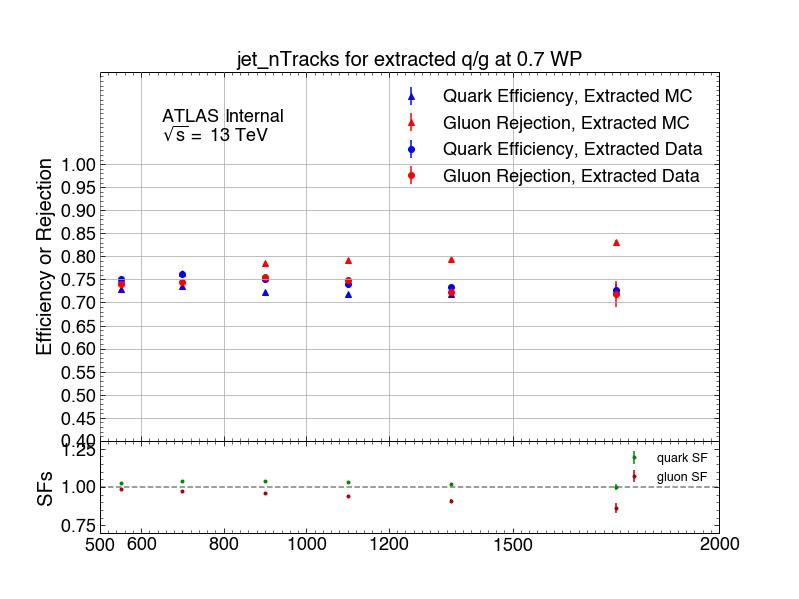 jet_nTracks for extracted q/g at 0.7 WP
ATLAS Internal
√s = 13 TeV
Quark Efficiency, Extracted MC
Gluon Rejection, Extracted MC
Quark Efficiency, Extracted Data
Gluon Rejection, Extracted Data
Efficiency or Rejection
1.00
0.95
0.90
0.85
0.80
0.75
0.70
0.65
0.60
0.55
0.50
0.45
0.40
SFs
1.25
1.00
0.75
quark SF
gluon SF
500 600 800 1000 1200 1500 2000